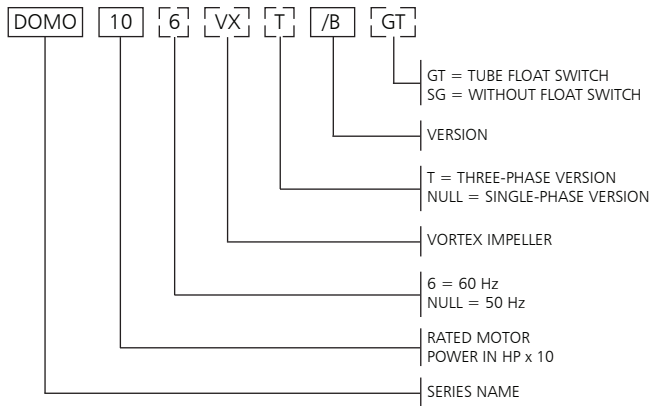 DOMO 10 6 VX T /B GT
GT = TUBE FLOAT SWITCH
SG = WITHOUT FLOAT SWITCH
VERSION
T = THREE-PHASE VERSION
NULL = SINGLE-PHASE VERSION
VORTEX IMPELLER
6 = 60 Hz
NULL = 50 Hz
RATED MOTOR
POWER IN HP x 10
SERIES NAME